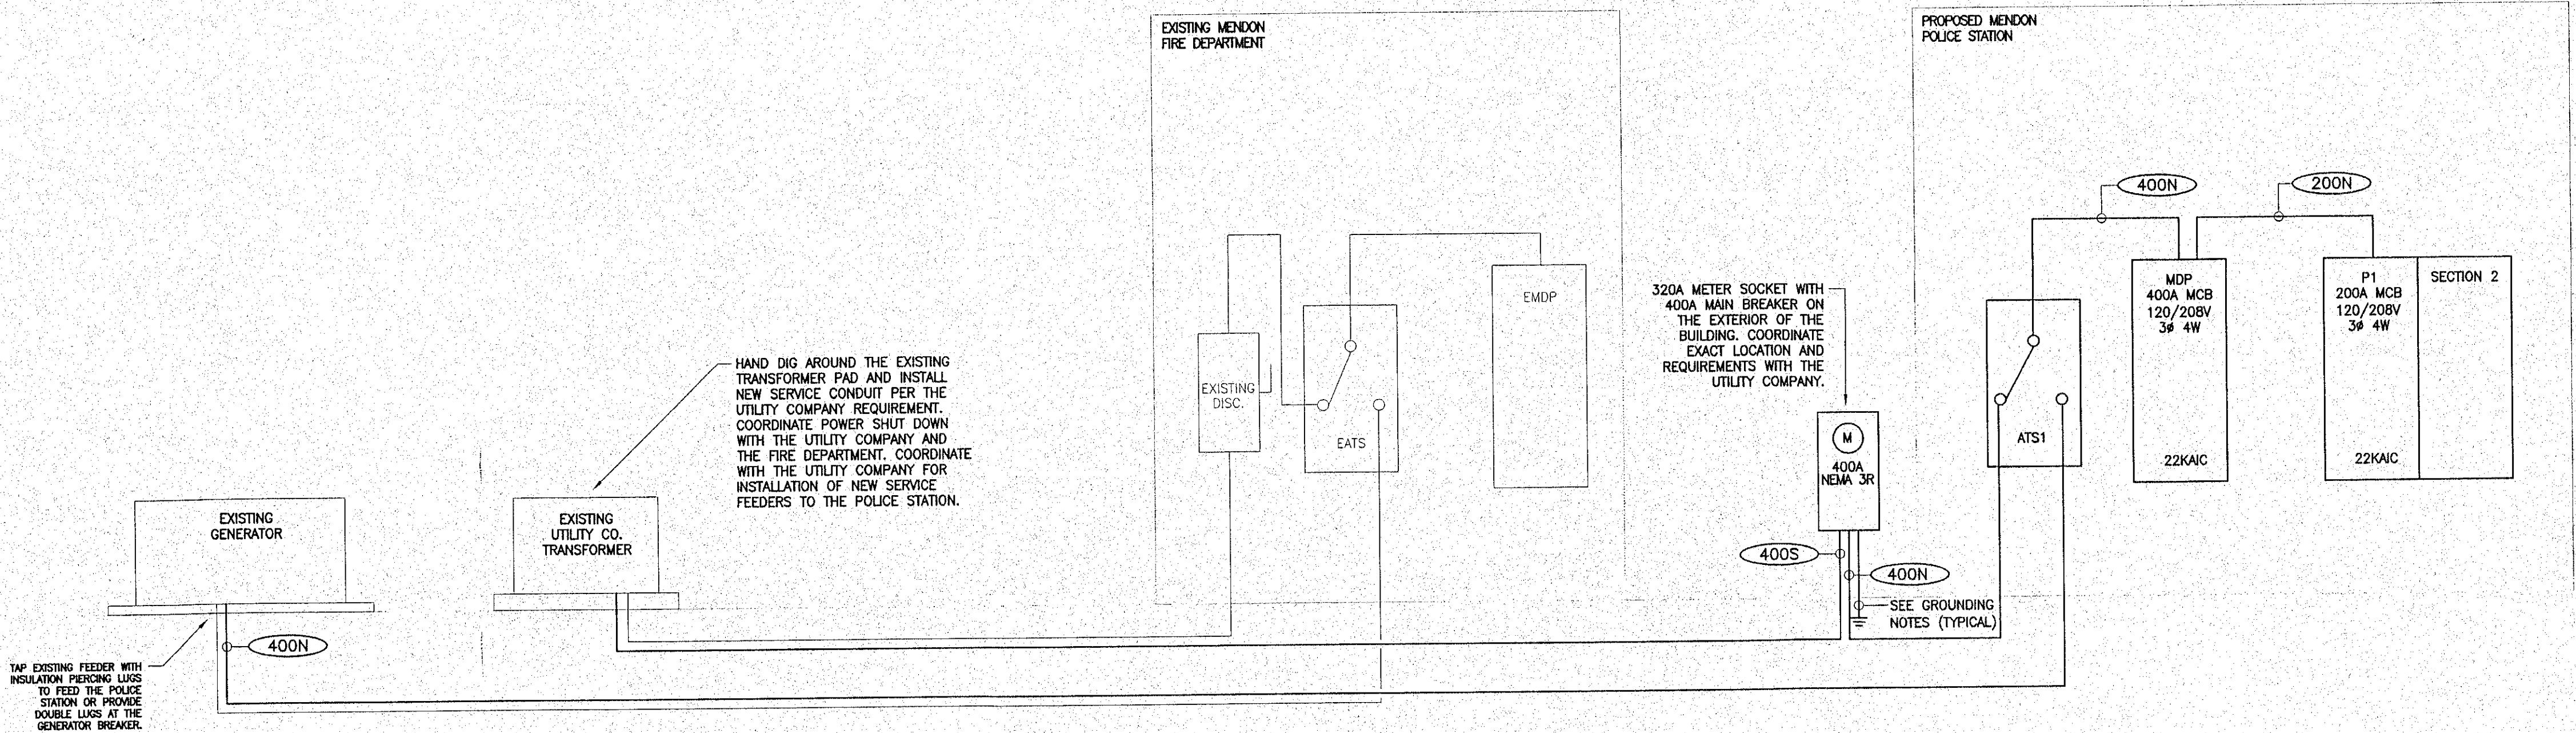 EXISTING MENDON
FIRE DEPARTMENT
PROPOSED MENDON
POLICE STATION
400N
200N
320A METER SOCKET WITH
400A MAIN BREAKER ON
THE EXTERIOR OF THE
BUILDING. COORDINATE
EXACT LOCATION AND
REQUIREMENTS WITH THE
UTILITY COMPANY.
MDP
400A MCB
120/208V
3ø 4W
22KAIC
P1
200A MCB
120/208V
3ø 4W
22KAIC
SECTION 2
EMDP
EXISTING
DISC.
EATS
HAND DIG AROUND THE EXISTING
TRANSFORMER PAD AND INSTALL
NEW SERVICE CONDUIT PER THE
UTILITY COMPANY REQUIREMENT.
COORDINATE POWER SHUT DOWN
WITH THE UTILITY COMPANY AND
THE FIRE DEPARTMENT. COORDINATE
WITH THE UTILITY COMPANY FOR
INSTALLATION OF NEW SERVICE
FEEDERS TO THE POLICE STATION.
M
400A
NEMA 3R
ATS1
EXISTING
GENERATOR
EXISTING
UTILITY CO.
TRANSFORMER
400S
400N
SEE GROUNDING
NOTES (TYPICAL)
400N
TAP EXISTING FEEDER WITH
INSULATION PIERCING LUGS
TO FEED THE POLICE
STATION OR PROVIDE
DOUBLE LUGS AT THE
GENERATOR BREAKER.